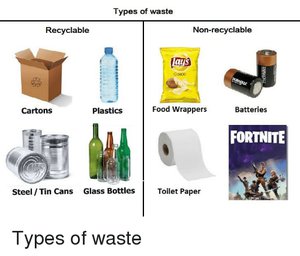 Types of waste
Recyclable
Non-recyclable
Lay's
Cartons
Plastics
Food Wrappers
Batteries
FORTNITE
Steel / Tin Cans
Glass Bottles
Toilet Paper
Types of waste